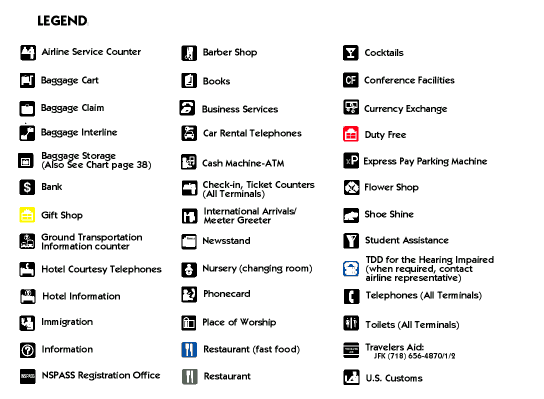 LEGEND
Airline Service Counter
Baggage Cart
Baggage Claim
Baggage Interline
Baggage Storage
(Also See Chart page 38)
$ Bank
Gift Shop
Ground Transportation
Information counter
Hotel Courtesy Telephones
Hotel Information
Immigration
? Information
NSPASS NSPASS Registration Office
Barber Shop
Books
Business Services
Car Rental Telephones
Cash Machine-ATM
Check-in, Ticket Counters
(All Terminals)
International Arrivals/
Meeter Greeter
Newsstand
Nursery (changing room)
Phonecard
Place of Worship
Restaurant (fast food)
Restaurant
Cocktails
CF Conference Facilities
Currency Exchange
Duty Free
xP Express Pay Parking Machine
Flower Shop
Shoe Shine
Student Assistance
TDD for the Hearing Impaired
(when required, contact
airline representative)
Telephones (All Terminals)
Toilets (All Terminals)
Travelers Aid:
JFK (718) 656-4870/1/2
U.S. Customs